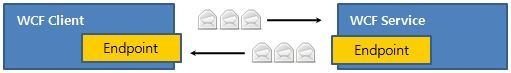 WCF Client
WCF Service
Endpoint
Endpoint